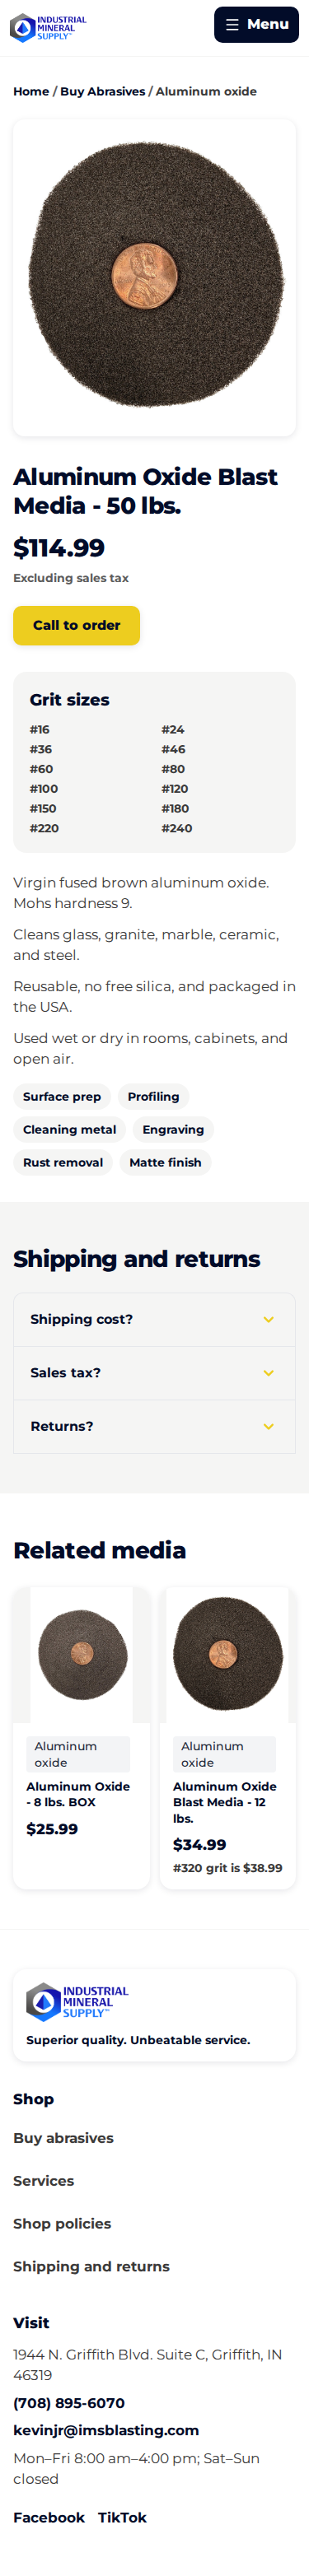 INDUSTRIAL
MINERAL
SUPPLY™
Menu
Home / Buy Abrasives / Aluminum oxide
Aluminum Oxide Blast
Media - 50 lbs.
$114.99
Excluding sales tax
Call to order
Grit sizes
#16 #24
#36 #46
#60 #80
#100 #120
#150 #180
#220 #240
Virgin fused brown aluminum oxide.
Mohs hardness 9.
Cleans glass, granite, marble, ceramic,
and steel.
Reusable, no free silica, and packaged in
the USA.
Used wet or dry in rooms, cabinets, and
open air.
Surface prep Profiling
Cleaning metal Engraving
Rust removal Matte finish
Shipping and returns
Shipping cost?
Sales tax?
Returns?
Related media
Aluminum
oxide
Aluminum Oxide
- 8 lbs. BOX
$25.99
Aluminum
oxide
Aluminum Oxide
Blast Media - 12
lbs.
$34.99
#320 grit is $38.99
INDUSTRIAL
MINERAL
SUPPLY™
Superior quality. Unbeatable service.
Shop
Buy abrasives
Services
Shop policies
Shipping and returns
Visit
1944 N. Griffith Blvd. Suite C, Griffith, IN
46319
(708) 895-6070
kevinjr@imsblasting.com
Mon–Fri 8:00 am–4:00 pm; Sat–Sun
closed
Facebook TikTok